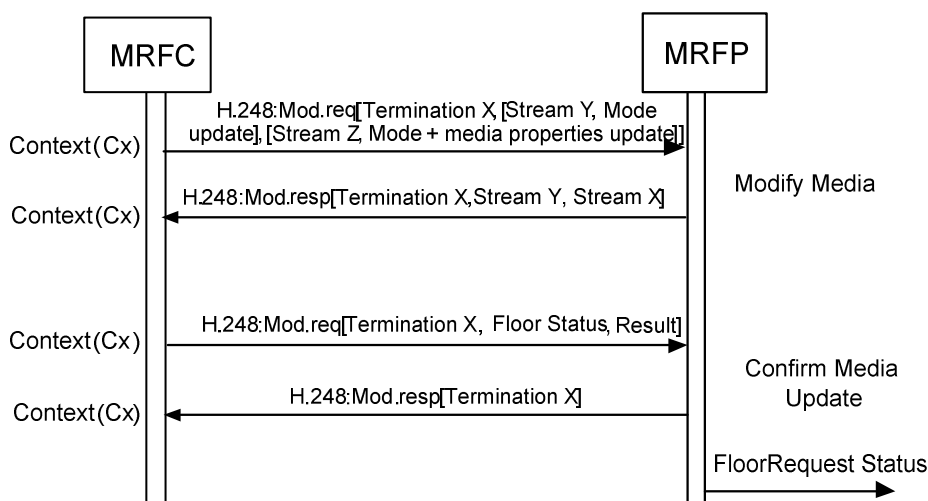 MRFC
MRFP
H.248:Mod.req[Termination X, [Stream Y, Mode
update], [Stream Z, Mode + media properties update]]
Context(Cx)
Modify Media
H.248:Mod.resp[Termination X,Stream Y, Stream X]
Context(Cx)
H.248:Mod.req[Termination X, Floor Status, Result]
Context(Cx)
Confirm Media
Update
H.248:Mod.resp[Termination X]
Context(Cx)
FloorRequest Status